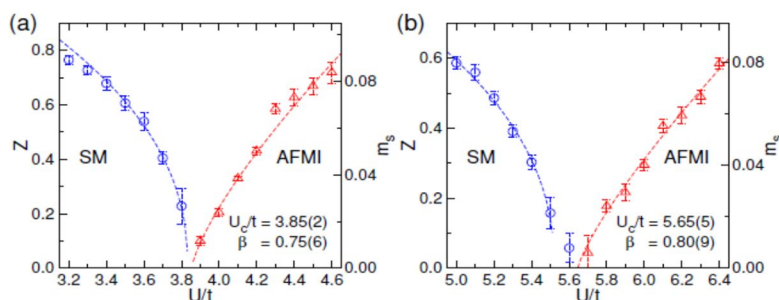 (a)
0.8
0.6
0.4
0.2
0.0
Z
SM
AFMI
U_c/t = 3.85(2)
β = 0.75(6)
0.08
0.04
0.00
m_s
3.2 3.4 3.6 3.8 4.0 4.2 4.4 4.6
U/t
(b)
0.6
0.4
0.2
0.0
Z
SM
AFMI
U_c/t = 5.65(5)
β = 0.80(9)
0.08
0.04
0.00
m_s
5.0 5.2 5.4 5.6 5.8 6.0 6.2 6.4
U/t